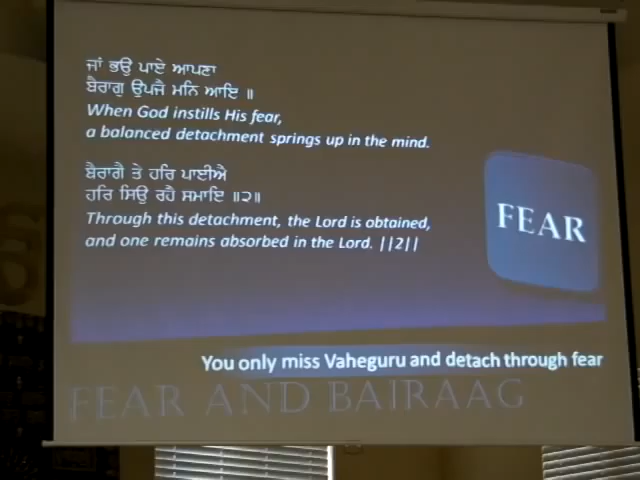 ਜਾਂ ਭਉ ਪਾਏ ਆਪਣਾ
ਬੈਰਾਗੁ ਉਪਜੈ ਮਨਿ ਆਇ ॥
When God instills His fear,
a balanced detachment springs up in the mind.
ਬੈਰਾਗੈ ਤੇ ਹਰਿ ਪਾਈਐ
ਹਰਿ ਸਿਉ ਰਹੈ ਸਮਾਇ ॥੨॥
Through this detachment, the Lord is obtained,
and one remains absorbed in the Lord. ||2||
FEAR
You only miss Vaheguru and detach through fear
FEAR AND BAIRAAG